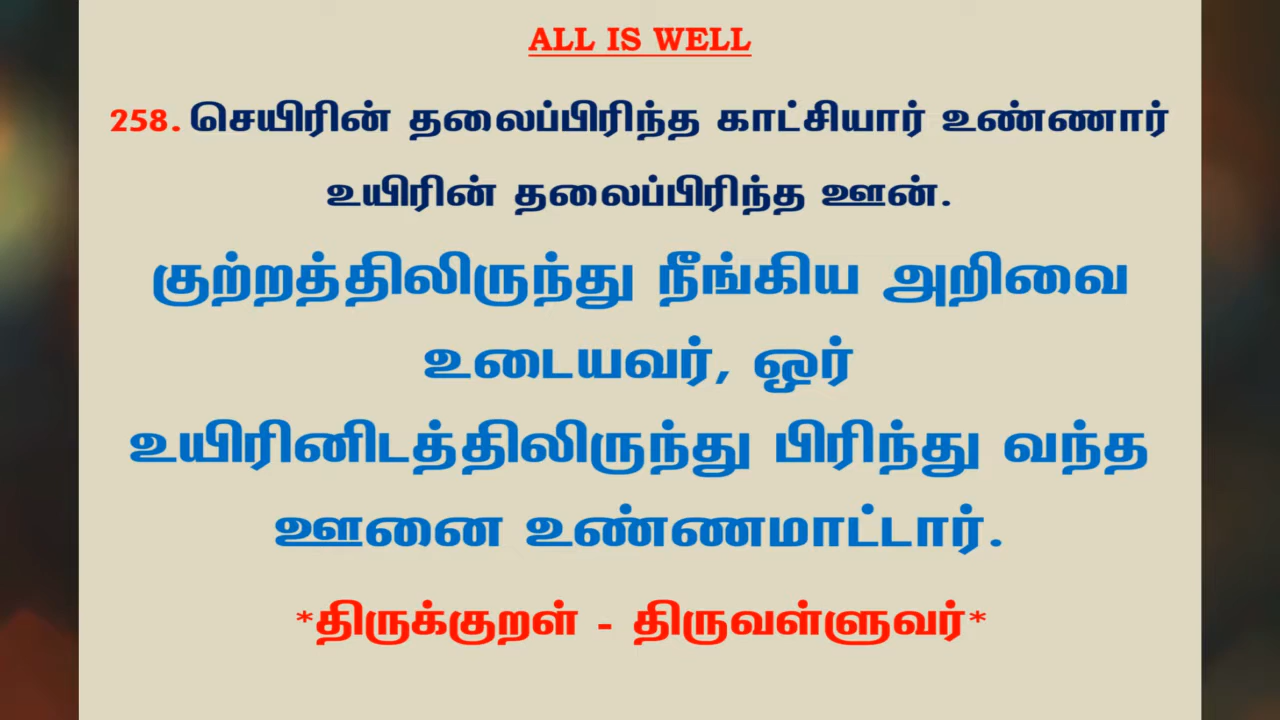 ALL IS WELL
258. செயிரின் தலைப்பிரிந்த காட்சியார் உண்ணார்
உயிரின் தலைப்பிரிந்த ஊன்.
குற்றத்திலிருந்து நீங்கிய அறிவை
உடையவர், ஓர்
உயிரினிடத்திலிருந்து பிரிந்து வந்த
ஊனை உண்ணமாட்டார்.
*திருக்குறள் - திருவள்ளுவர்*